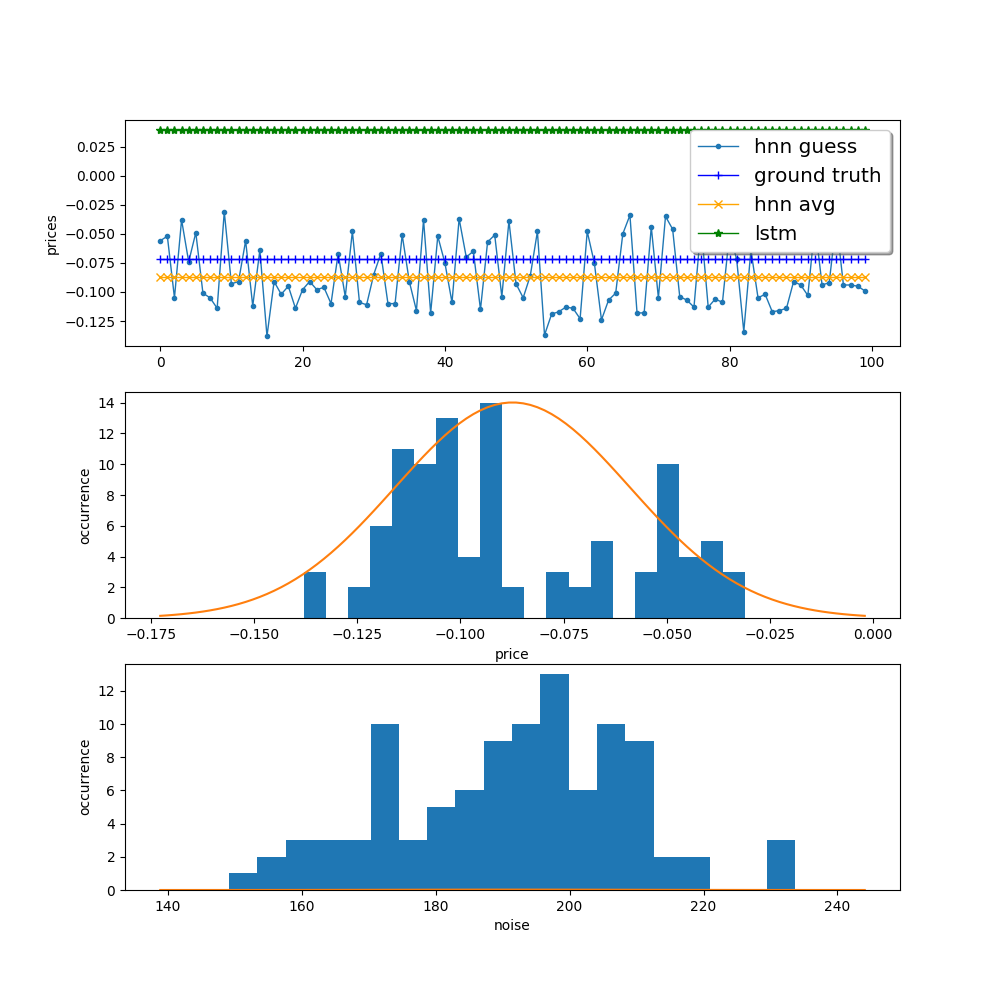 hnn guess
ground truth
hnn avg
lstm
prices
0.025
0.000
−0.025
−0.050
−0.075
−0.100
−0.125
0 20 40 60 80 100
occurrence
14
12
10
8
6
4
2
0
−0.175 −0.150 −0.125 −0.100 −0.075 −0.050 −0.025 0.000
price
occurrence
12
10
8
6
4
2
0
140 160 180 200 220 240
noise